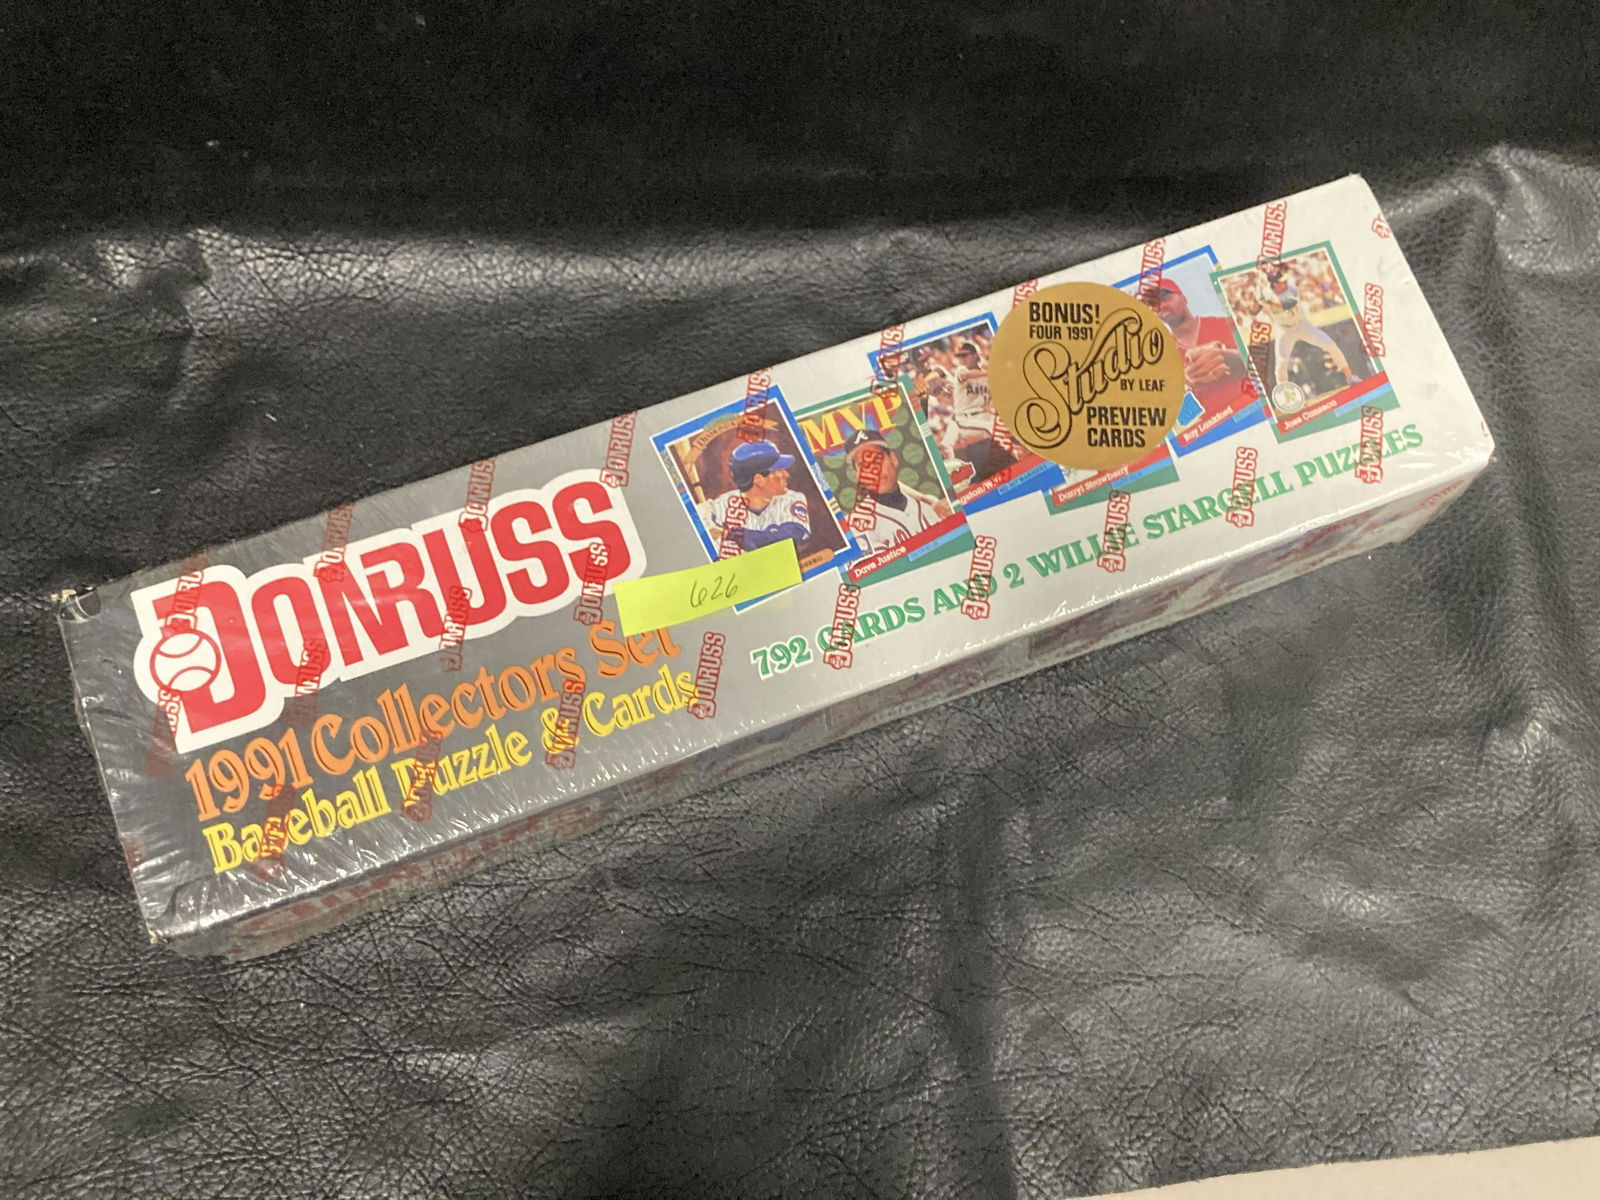 DONRUSS
1991 Collectors Set
Baseball Puzzle & Cards
626
MVP
Dave Justice
Darryl Strawberry
BONUS!
FOUR 1991
Studio
BY LEAF
PREVIEW
CARDS
Ray Lankford
Jose Canseco
792 CARDS AND 2 WILLIE STARGELL PUZZLES